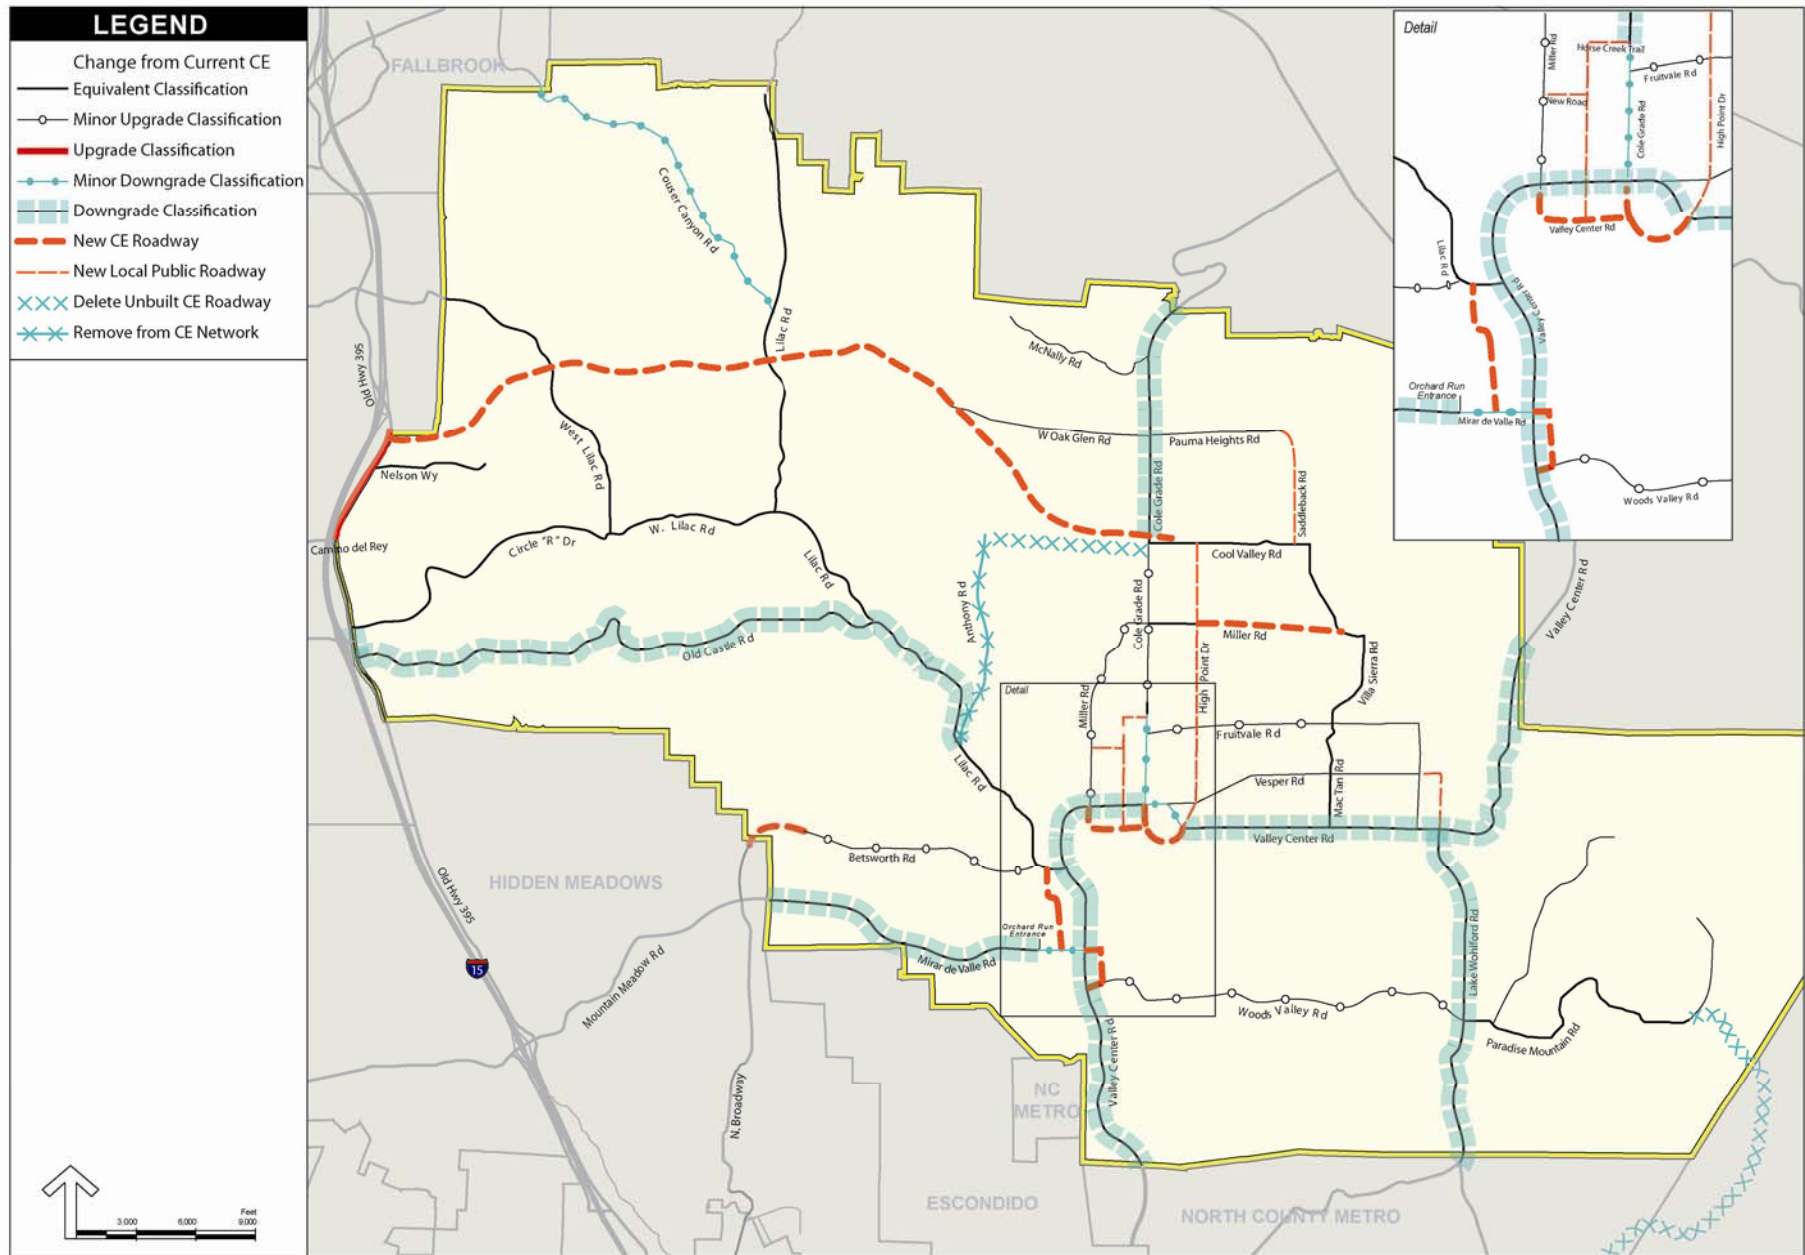 LEGEND
Change from Current CE
Equivalent Classification
Minor Upgrade Classification
Upgrade Classification
Minor Downgrade Classification
Downgrade Classification
New CE Roadway
New Local Public Roadway
Delete Unbuilt CE Roadway
Remove from CE Network
Feet
3,000
6,000
9,000
FALLBROOK
Couser Canyon Rd
Lilac Rd
Old Hwy 395
McNally Rd
W Oak Glen Rd
Pauma Heights Rd
Cole Grade Rd
Saddleback Rd
West Lilac Rd
Nelson Wy
Camino del Rey
Circle "R" Dr
W. Lilac Rd
Lilac Rd
Cool Valley Rd
Anthony Rd
Cole Grade Rd
Miller Rd
Old Castle Rd
High Point Dr
Villa Sierra Rd
Valley Center Rd
Detail
Miller Rd
Fruitvale Rd
Lilac Rd
Vesper Rd
Mac Tan Rd
Valley Center Rd
Betsworth Rd
HIDDEN MEADOWS
Old Hwy 395
15
Orchard Run
Entrance
Mirar de Valle Rd
Mountain Meadow Rd
Lake Wohlford Rd
Woods Valley Rd
Paradise Mountain Rd
Valley Center Rd
N. Broadway
NC
METRO
ESCONDIDO
NORTH COUNTY METRO
Detail
Miller Rd
Horse Creek Trail
Fruitvale Rd
New Road
Cole Grade Rd
High Point Dr
Valley Center Rd
Lilac Rd
Valley Center Rd
Orchard Run
Entrance
Mirar de Valle Rd
Woods Valley Rd